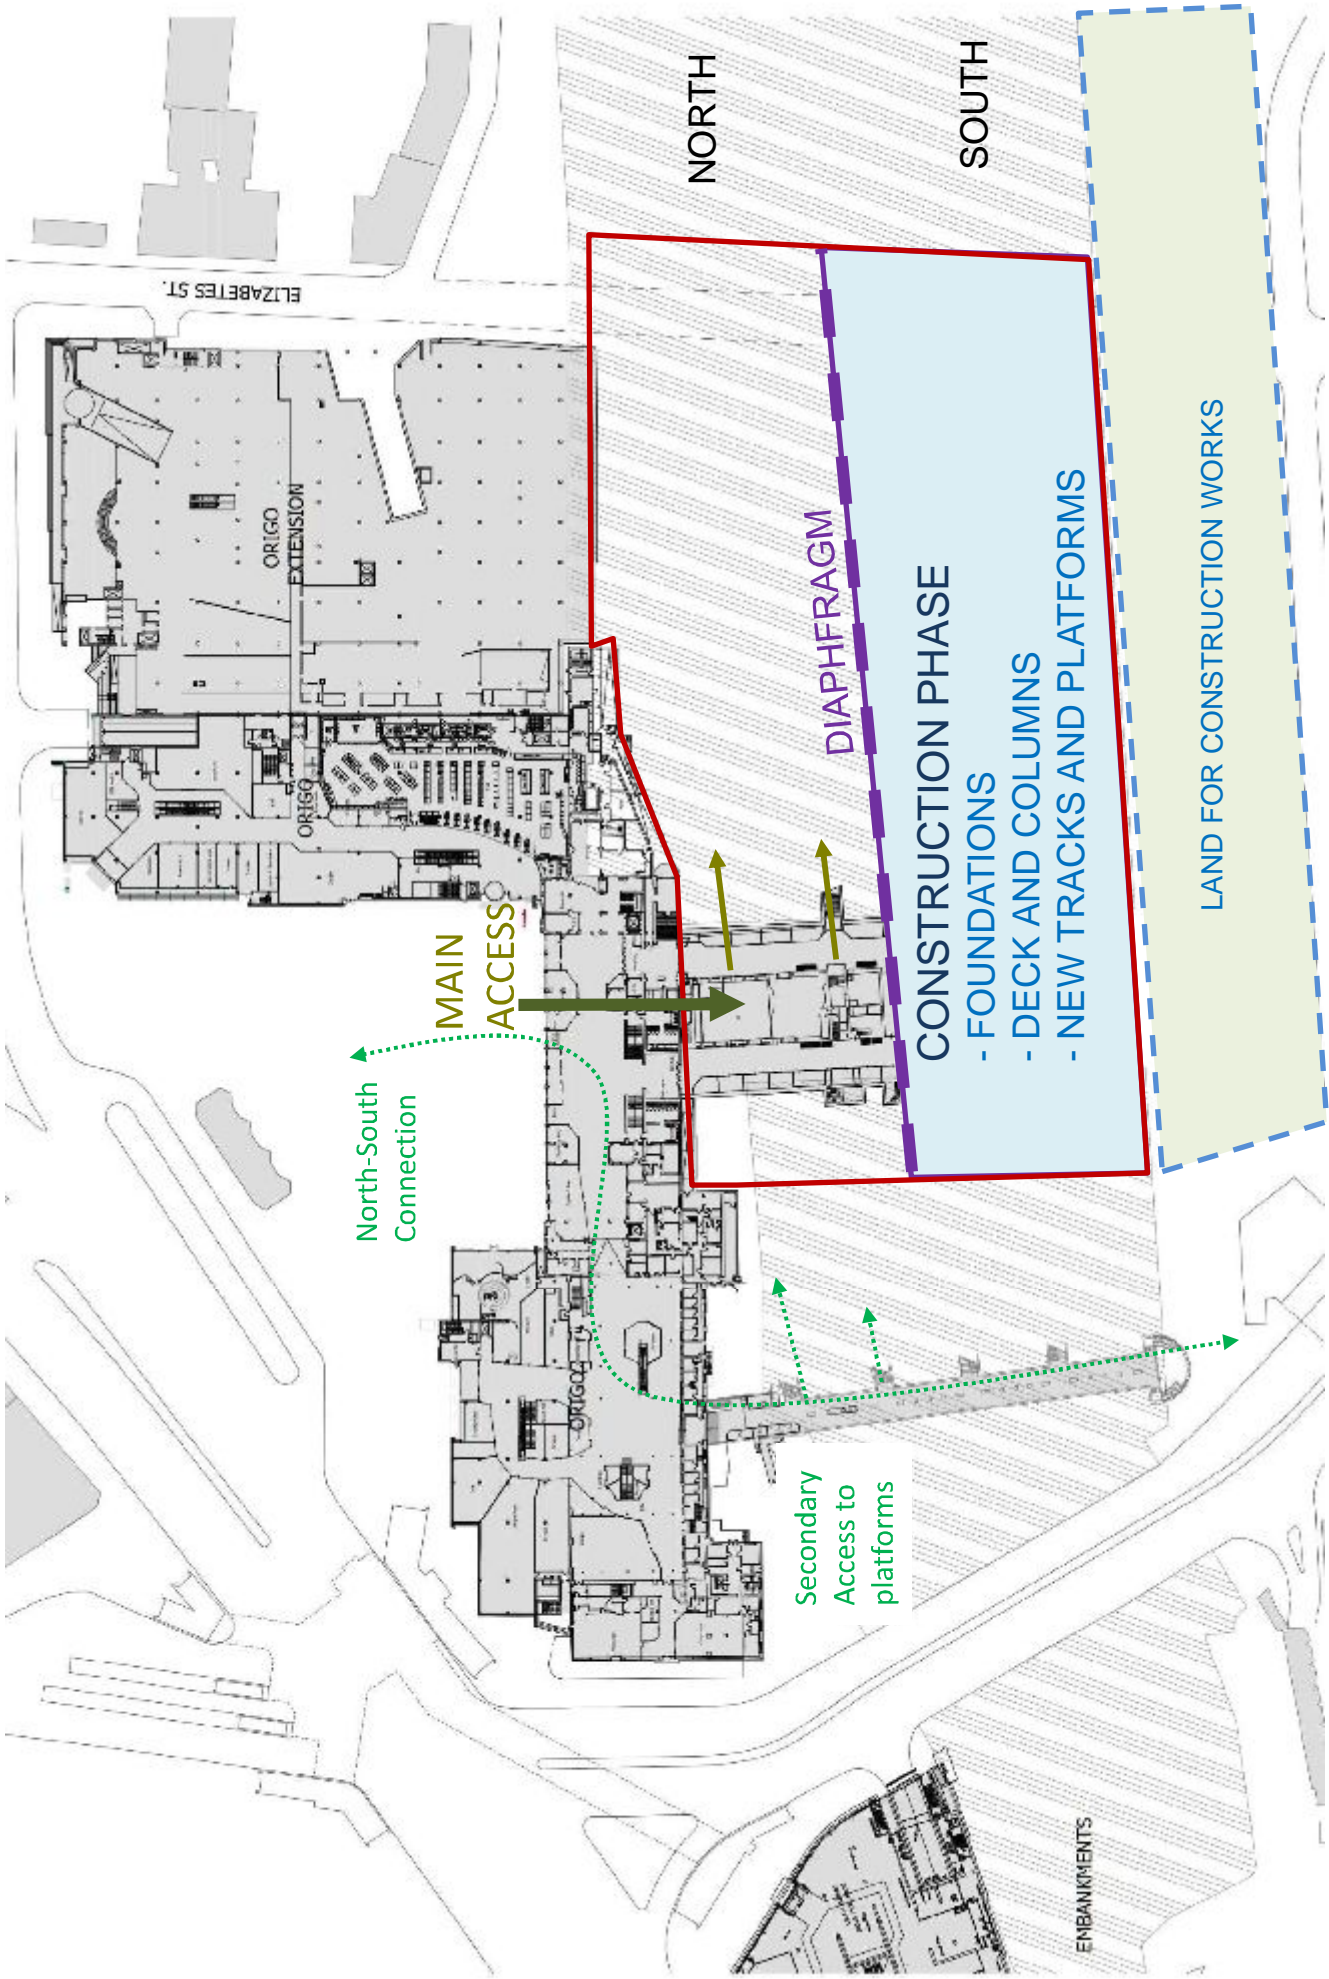 NORTH
SOUTH
ELIZABETES ST.
ORIGO
EXTENSION
ORIGO
MAIN
ACCESS
North-South
Connection
DIAPHFRAGM
CONSTRUCTION PHASE
- FOUNDATIONS
- DECK AND COLUMNS
- NEW TRACKS AND PLATFORMS
LAND FOR CONSTRUCTION WORKS
ORIGO
Secondary
Access to
platforms
EMBANKMENTS